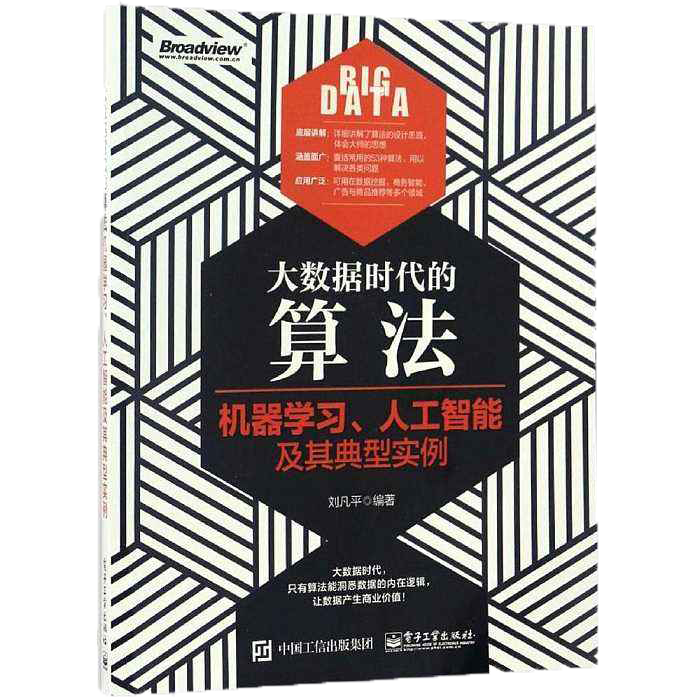 Broadview®
www.broadview.com.cn
BIG
DATA
底层讲解：详细讲解了算法的设计思路，
体会大师的思想
涵盖面广：囊括常用的53种算法，用以
解决各类问题
应用广泛：可用在数据挖掘、商务智能、
广告与商品推荐等多个领域
大数据时代的
算法
机器学习、人工智能
及其典型实例
刘凡平 编著
大数据时代，
只有算法能洞悉数据的内在逻辑，
让数据产生商业价值！
中国工信出版集团
电子工业出版社